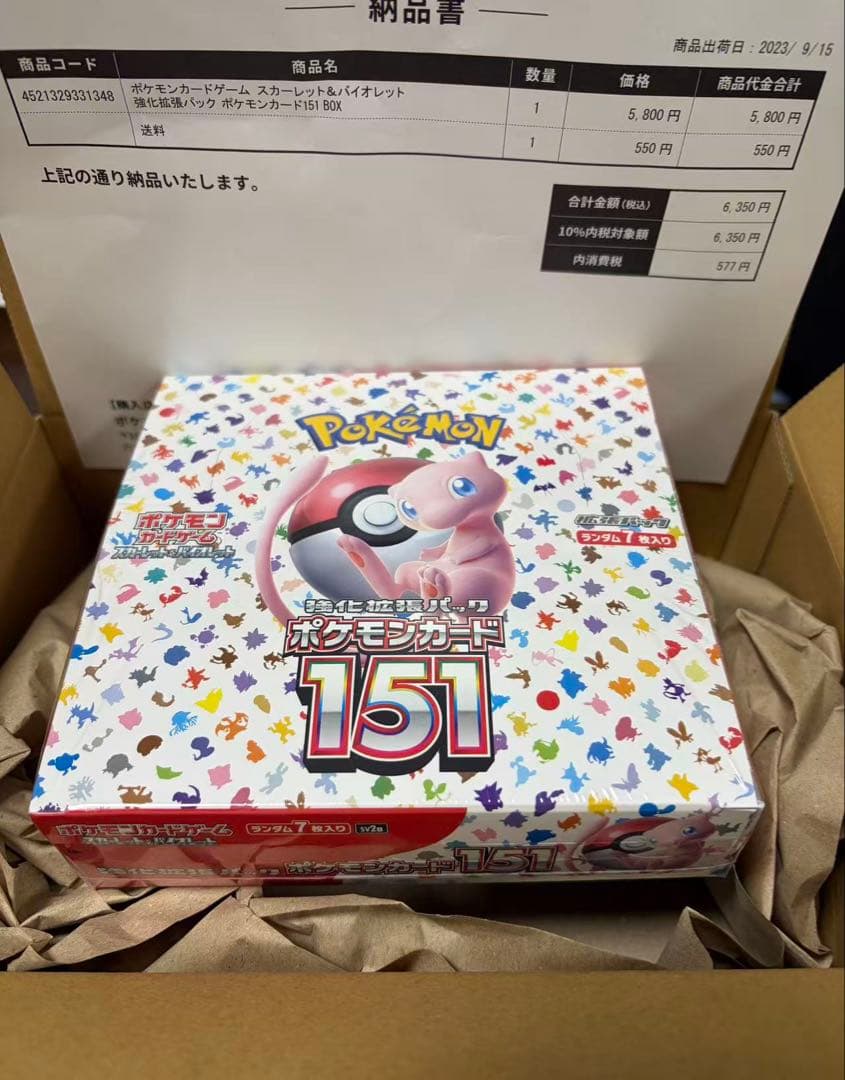 納品書
商品出荷日：2023/ 9/15
商品コード 商品名 数量 価格 商品代金合計
4521329331348 ポケモンカードゲーム スカーレット＆バイオレット 1 5,800 円 5,800 円
強化拡張パック ポケモンカード151 BOX
送料 1 550 円 550 円
上記の通り納品いたします。
合計金額(税込) 6,350 円
10%内税対象額 6,350 円
内消費税 577 円
POKéMON
ポケモン
カードゲーム
スカーレット&バイオレット
拡張パック
ランダム7枚入り
強化拡張パック
ポケモンカード
151
ポケモンカードゲーム
スカーレット&バイオレット
ランダム7枚入り SV2a
強化拡張パック ポケモンカード151